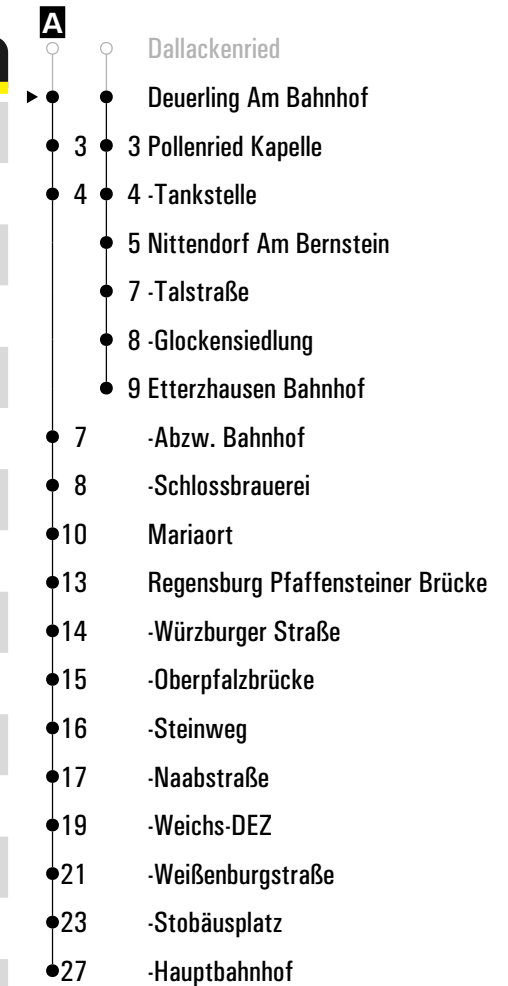 A
Dallackenried
Deuerling Am Bahnhof
3 3 Pollenried Kapelle
4 4 -Tankstelle
5 Nittendorf Am Bernstein
7 -Talstraße
8 -Glockensiedlung
9 Etterzhausen Bahnhof
7 -Abzw. Bahnhof
8 -Schlossbrauerei
10 Mariaort
13 Regensburg Pfaffensteiner Brücke
14 -Würzburger Straße
15 -Oberpfalzbrücke
16 -Steinweg
17 -Naabstraße
19 -Weichs-DEZ
21 -Weißenburgstraße
23 -Stobäusplatz
27 -Hauptbahnhof